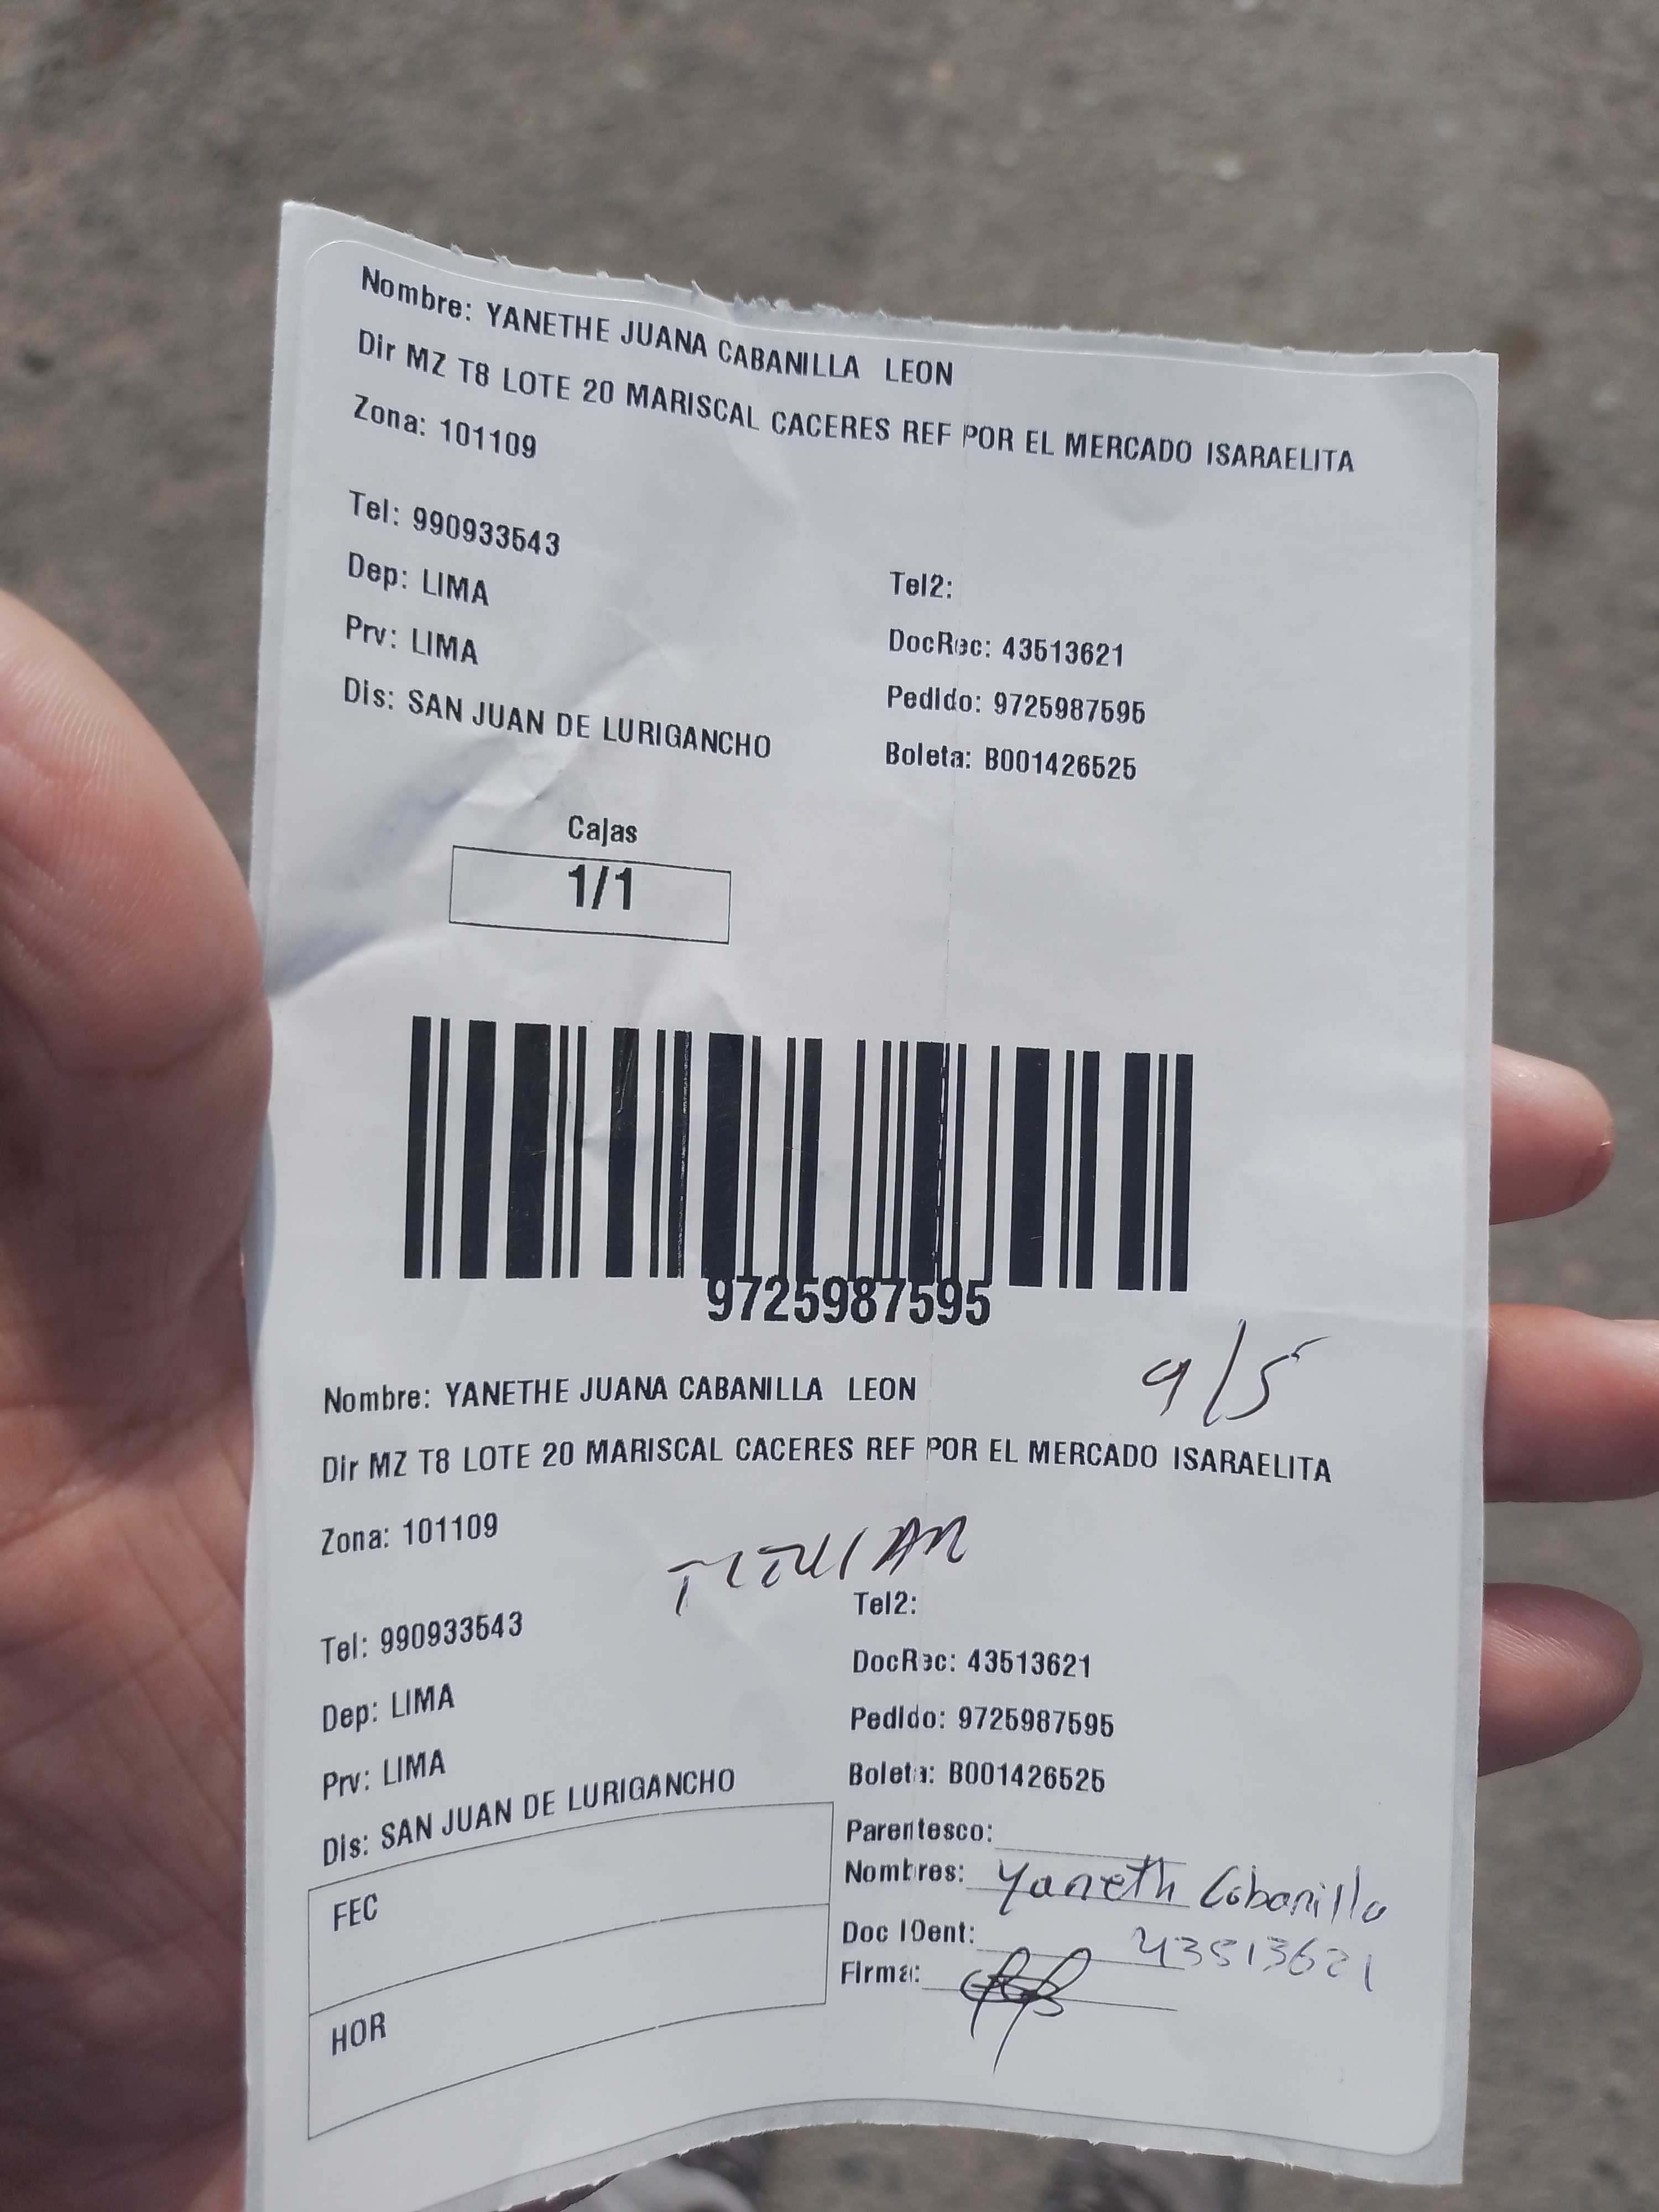 Nombre: YANETHE JUANA CABANILLA LEON
Dir MZ T8 LOTE 20 MARISCAL CACERES REF POR EL MERCADO ISARAELITA
Zona: 101109
Tel: 990933543
Tel2:
Dep: LIMA
DocRec: 43513621
Prv: LIMA
Pedido: 9725987595
Dis: SAN JUAN DE LURIGANCHO
Boleta: B001426525
Cajas
1/1
9725987595
9/5
Nombre: YANETHE JUANA CABANILLA LEON
Dir MZ T8 LOTE 20 MARISCAL CACERES REF POR EL MERCADO ISARAELITA
Zona: 101109
Tel: 990933543
Tel2:
Dep: LIMA
DocRec: 43513621
Prv: LIMA
Pedido: 9725987595
Dis: SAN JUAN DE LURIGANCHO
Boleta: B001426525
Parentesco:
Nombres: Yaneth Cabanilla
FEC
Doc IDent: 43513621
Firma:
HOR